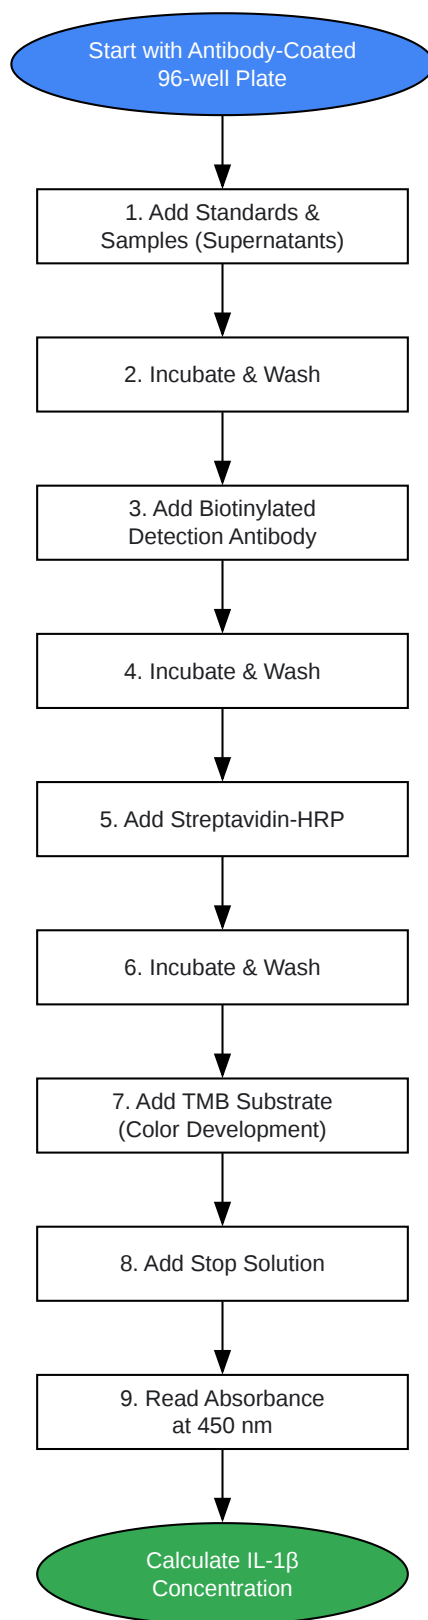 Start with Antibody-Coated
96-well Plate
1. Add Standards &
Samples (Supernatants)
2. Incubate & Wash
3. Add Biotinylated
Detection Antibody
4. Incubate & Wash
5. Add Streptavidin-HRP
6. Incubate & Wash
7. Add TMB Substrate
(Color Development)
8. Add Stop Solution
9. Read Absorbance
at 450 nm
Calculate IL-1β
Concentration